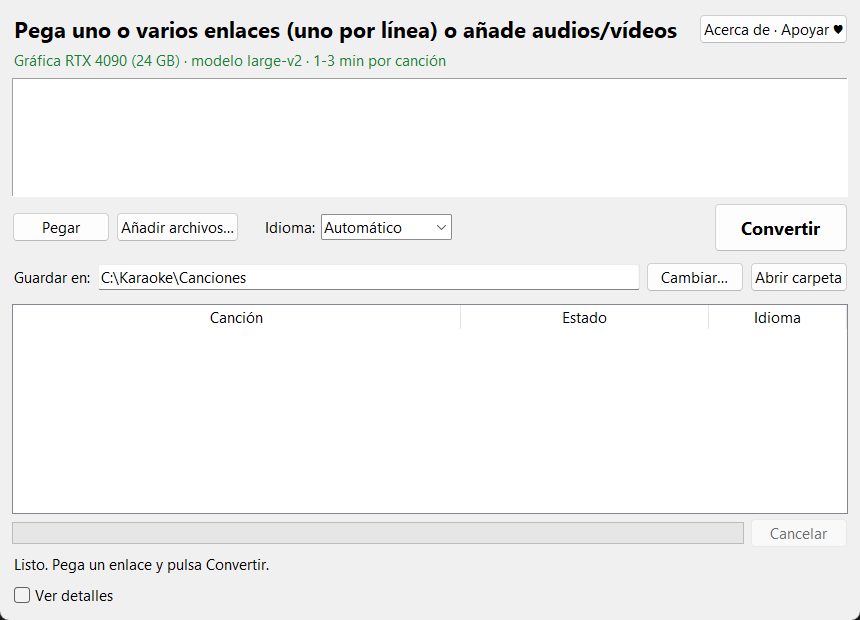 Pega uno o varios enlaces (uno por línea) o añade audios/vídeos
Acerca de · Apoyar ♥
Gráfica RTX 4090 (24 GB) · modelo large-v2 · 1-3 min por canción
Pegar
Añadir archivos...
Idioma:
Automático
Convertir
Guardar en:
C:\Karaoke\Canciones
Cambiar...
Abrir carpeta
Canción
Estado
Idioma
Cancelar
Listo. Pega un enlace y pulsa Convertir.
Ver detalles